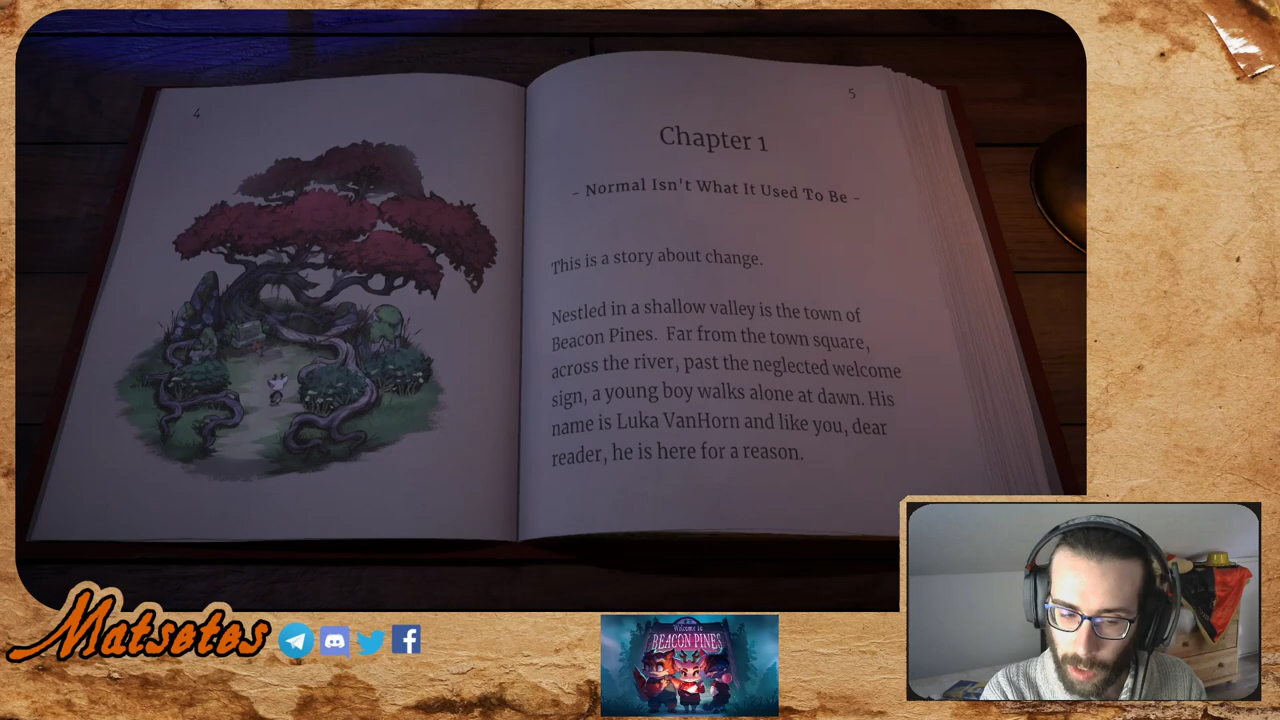 4
5
Chapter 1
- Normal Isn't What It Used To Be -
This is a story about change.
Nestled in a shallow valley is the town of
Beacon Pines.  Far from the town square,
across the river, past the neglected welcome
sign, a young boy walks alone at dawn. His
name is Luka VanHorn and like you, dear
reader, he is here for a reason.
Matsetes
Welcome to
BEACON PINES